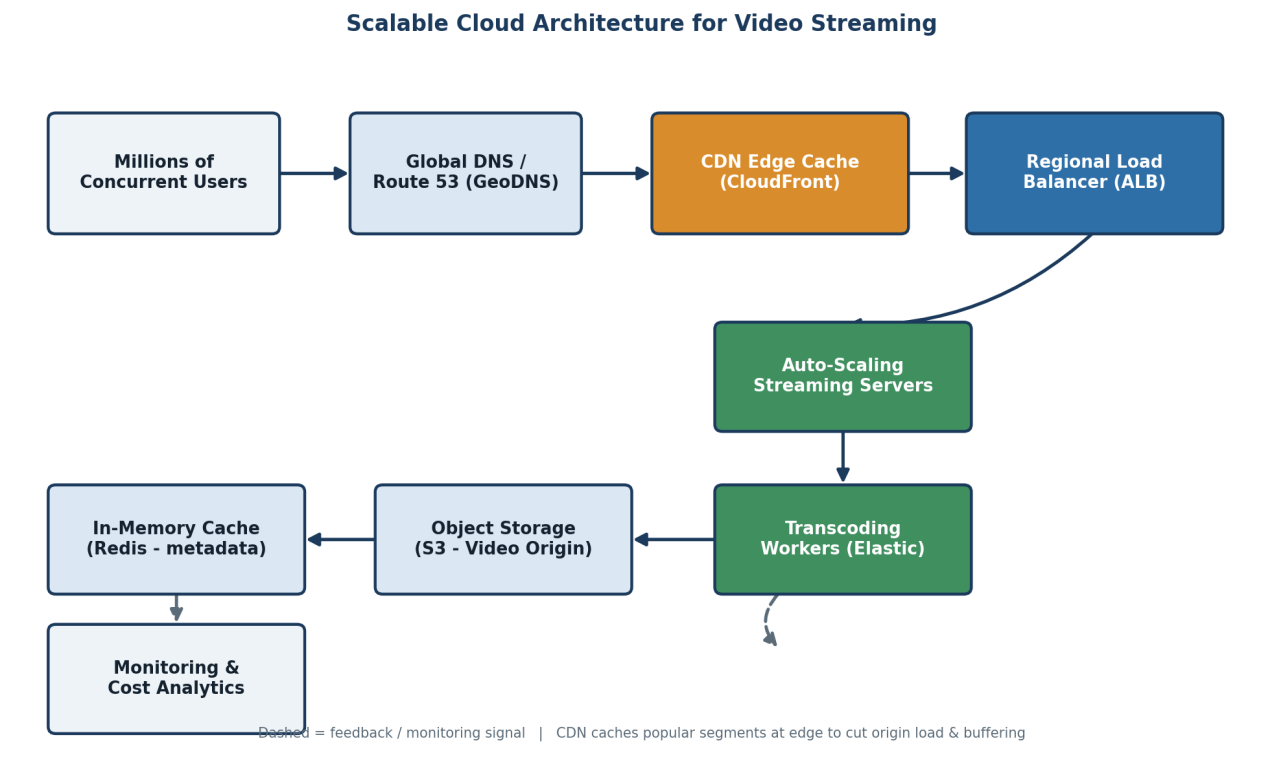 Scalable Cloud Architecture for Video Streaming
Millions of
Concurrent Users
Global DNS /
Route 53 (GeoDNS)
CDN Edge Cache
(CloudFront)
Regional Load
Balancer (ALB)
Auto-Scaling
Streaming Servers
In-Memory Cache
(Redis - metadata)
Object Storage
(S3 - Video Origin)
Transcoding
Workers (Elastic)
Monitoring &
Cost Analytics
Dashed = feedback / monitoring signal | CDN caches popular segments at edge to cut origin load & buffering